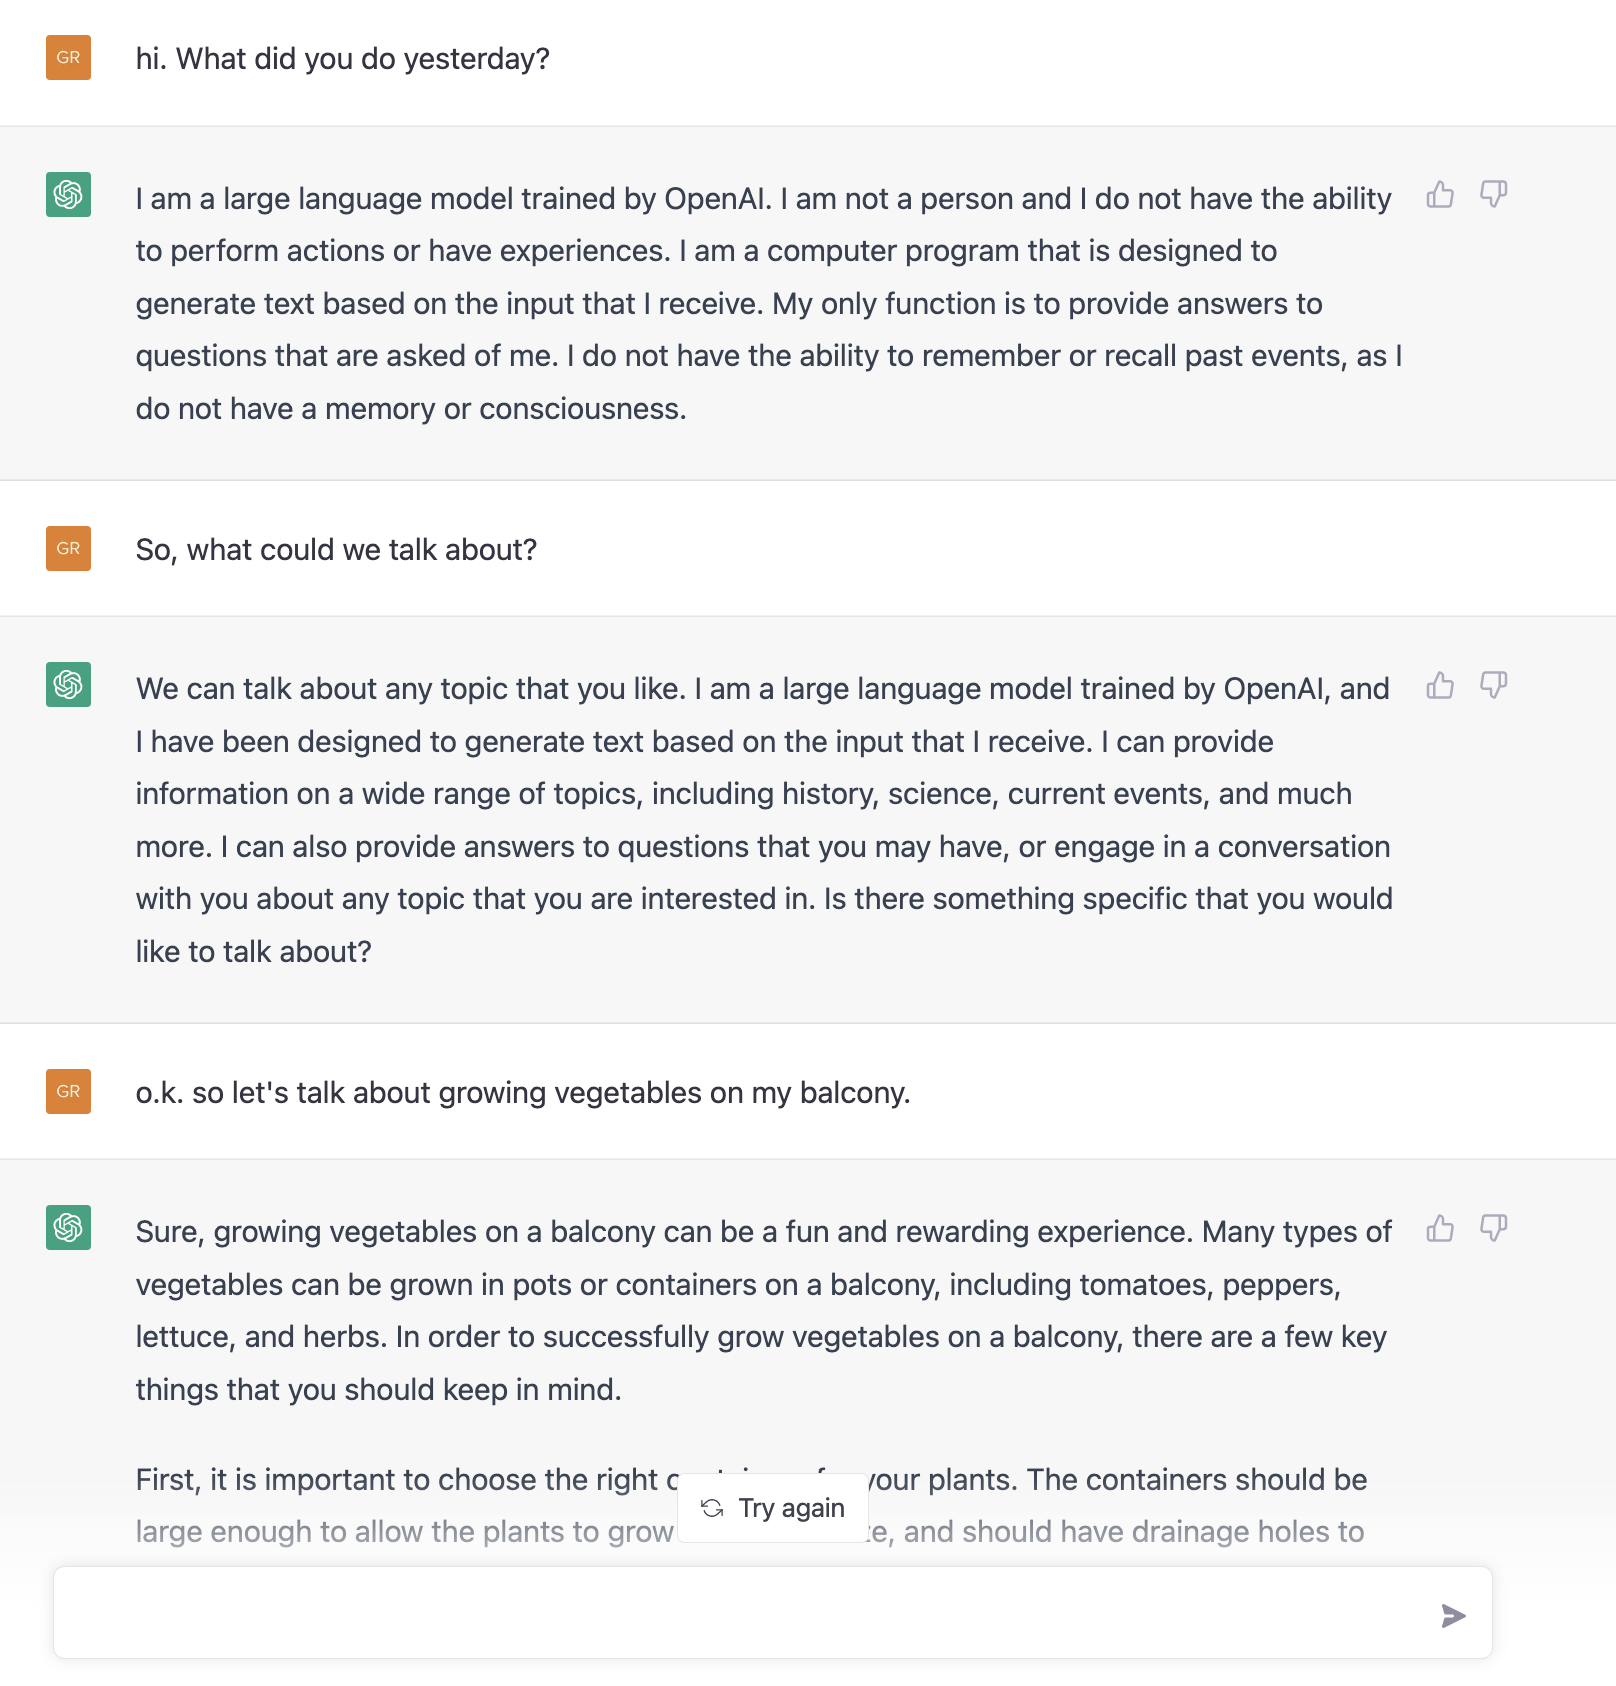 GR
hi. What did you do yesterday?
I am a large language model trained by OpenAI. I am not a person and I do not have the ability
to perform actions or have experiences. I am a computer program that is designed to
generate text based on the input that I receive. My only function is to provide answers to
questions that are asked of me. I do not have the ability to remember or recall past events, as I
do not have a memory or consciousness.
GR
So, what could we talk about?
We can talk about any topic that you like. I am a large language model trained by OpenAI, and
I have been designed to generate text based on the input that I receive. I can provide
information on a wide range of topics, including history, science, current events, and much
more. I can also provide answers to questions that you may have, or engage in a conversation
with you about any topic that you are interested in. Is there something specific that you would
like to talk about?
GR
o.k. so let's talk about growing vegetables on my balcony.
Sure, growing vegetables on a balcony can be a fun and rewarding experience. Many types of
vegetables can be grown in pots or containers on a balcony, including tomatoes, peppers,
lettuce, and herbs. In order to successfully grow vegetables on a balcony, there are a few key
things that you should keep in mind.
First, it is important to choose the right your plants. The containers should be
Try again
large enough to allow the plants to grow and should have drainage holes to